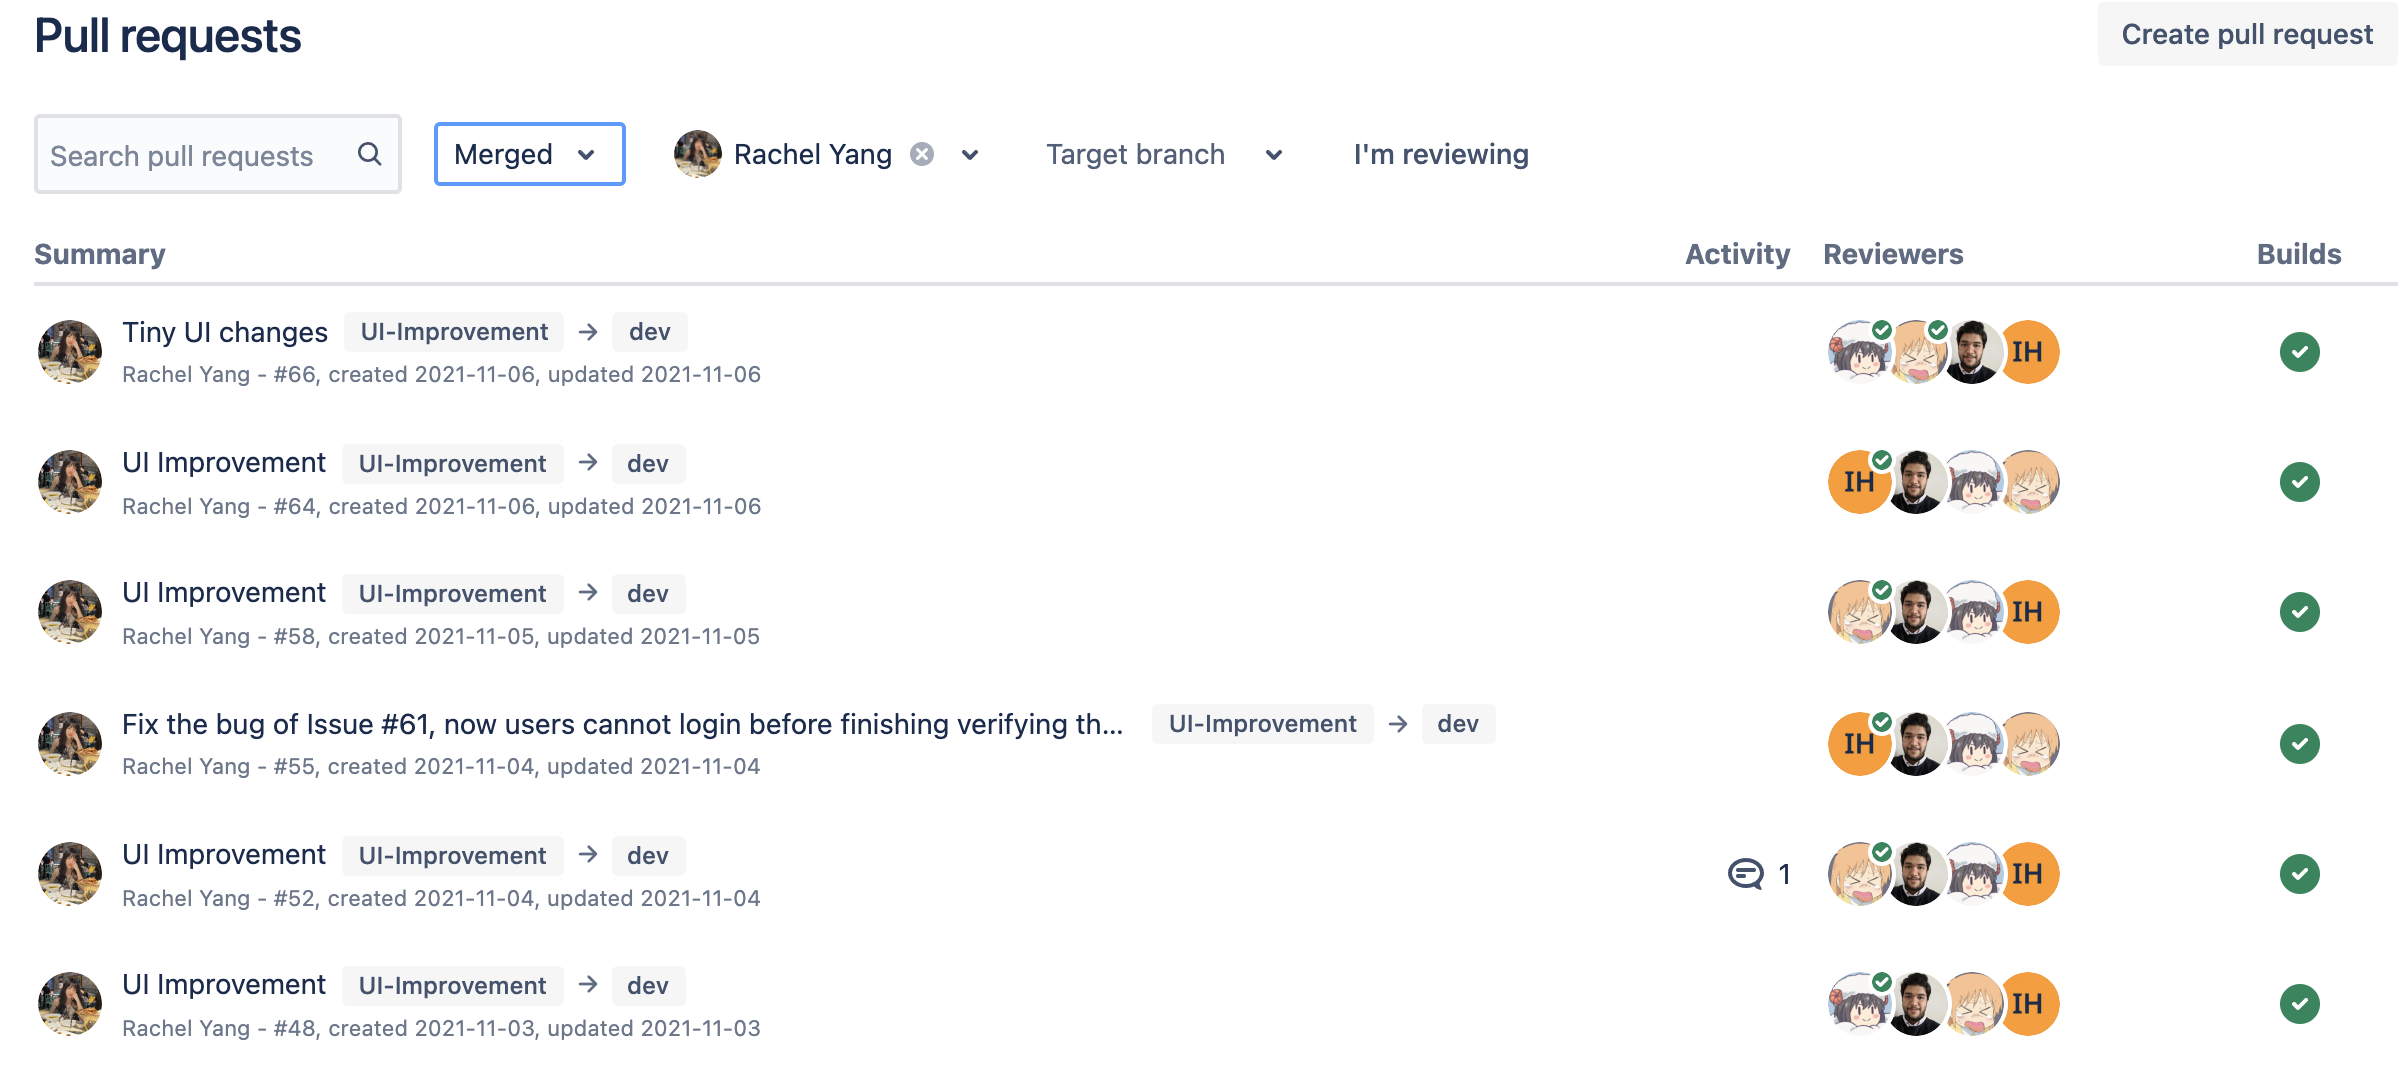 Pull requests
Create pull request
Search pull requests
Merged
Rachel Yang
Target branch
I'm reviewing
Summary Activity Reviewers Builds
Tiny UI changes UI-Improvement → dev
IH
Rachel Yang - #66, created 2021-11-06, updated 2021-11-06
UI Improvement UI-Improvement → dev
IH
Rachel Yang - #64, created 2021-11-06, updated 2021-11-06
UI Improvement UI-Improvement → dev
IH
Rachel Yang - #58, created 2021-11-05, updated 2021-11-05
Fix the bug of Issue #61, now users cannot login before finishing verifying th... UI-Improvement → dev
IH
Rachel Yang - #55, created 2021-11-04, updated 2021-11-04
UI Improvement UI-Improvement → dev
1 IH
Rachel Yang - #52, created 2021-11-04, updated 2021-11-04
UI Improvement UI-Improvement → dev
IH
Rachel Yang - #48, created 2021-11-03, updated 2021-11-03